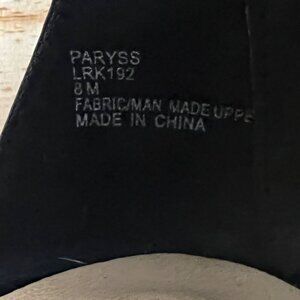 PARYSS
LRK192
8 M
FABRIC/MAN MADE UPPE
MADE IN CHINA